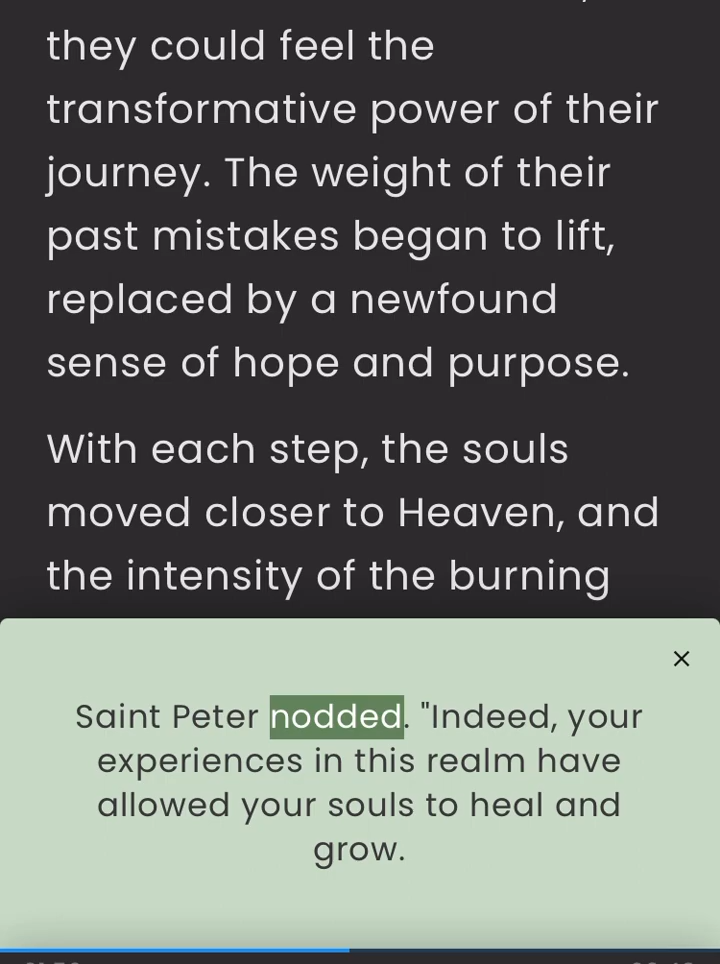 they could feel the
transformative power of their
journey. The weight of their
past mistakes began to lift,
replaced by a newfound
sense of hope and purpose.
With each step, the souls
moved closer to Heaven, and
the intensity of the burning
Saint Peter nodded. "Indeed, your
experiences in this realm have
allowed your souls to heal and
grow.